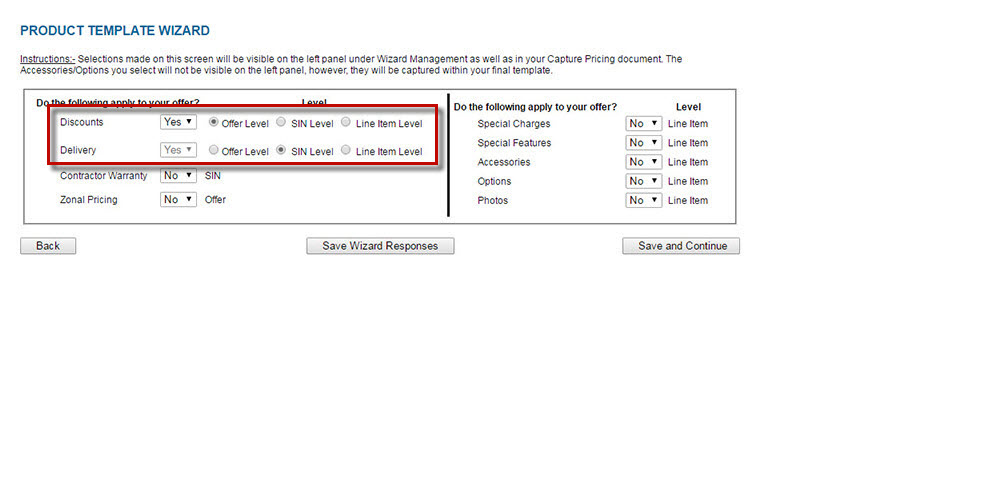 PRODUCT TEMPLATE WIZARD
Instructions:- Selections made on this screen will be visible on the left panel under Wizard Management as well as in your Capture Pricing document. The
Accessories/Options you select will not be visible on the left panel, however, they will be captured within your final template.
Do the following apply to your offer? Level
Discounts Yes Offer Level SIN Level Line Item Level
Delivery Yes Offer Level SIN Level Line Item Level
Contractor Warranty No SIN
Zonal Pricing No Offer
Do the following apply to your offer? Level
Special Charges No Line Item
Special Features No Line Item
Accessories No Line Item
Options No Line Item
Photos No Line Item
Back Save Wizard Responses Save and Continue